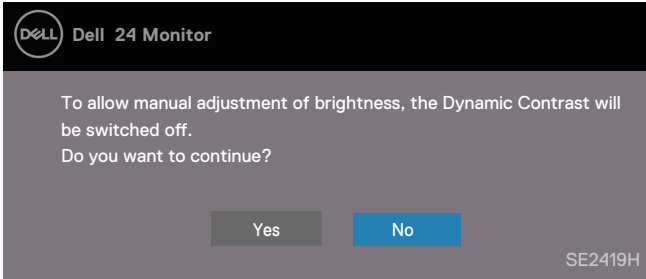 DELL Dell 24 Monitor
To allow manual adjustment of brightness, the Dynamic Contrast will
be switched off.
Do you want to continue?
Yes No
SE2419H